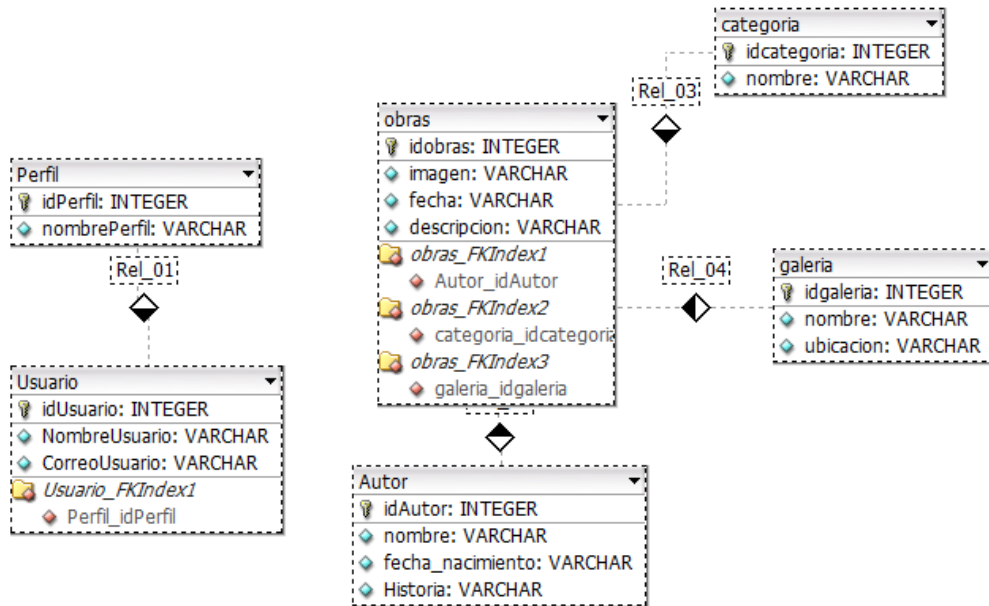 categoria
idcategoria: INTEGER
nombre: VARCHAR
Rel_03
obras
idobras: INTEGER
imagen: VARCHAR
fecha: VARCHAR
descripcion: VARCHAR
obras_FKIndex1
Autor_idAutor
obras_FKIndex2
categoria_idcategoria
obras_FKIndex3
galeria_idgaleria
Perfil
idPerfil: INTEGER
nombrePerfil: VARCHAR
Rel_01
Rel_04
galeria
idgaleria: INTEGER
nombre: VARCHAR
ubicacion: VARCHAR
Usuario
idUsuario: INTEGER
NombreUsuario: VARCHAR
CorreoUsuario: VARCHAR
Usuario_FKIndex1
Perfil_idPerfil
Autor
idAutor: INTEGER
nombre: VARCHAR
fecha_nacimiento: VARCHAR
Historia: VARCHAR